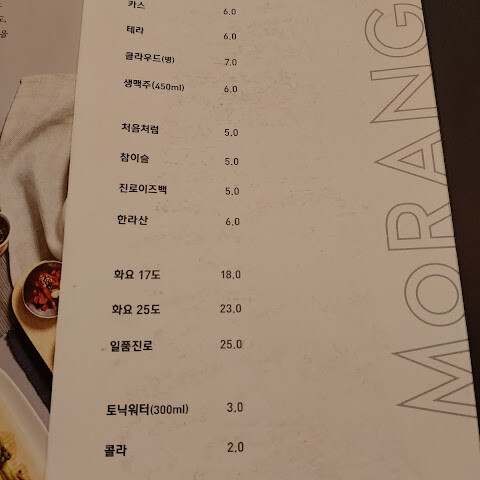 도,
을
카스 6.0
테라 6.0
클라우드(병) 7.0
생맥주(450ml) 6.0
처음처럼 5.0
참이슬 5.0
진로이즈백 5.0
한라산 6.0
화요 17도 18.0
화요 25도 23.0
일품진로 25.0
토닉워터(300ml) 3.0
콜라 2.0
MORANG